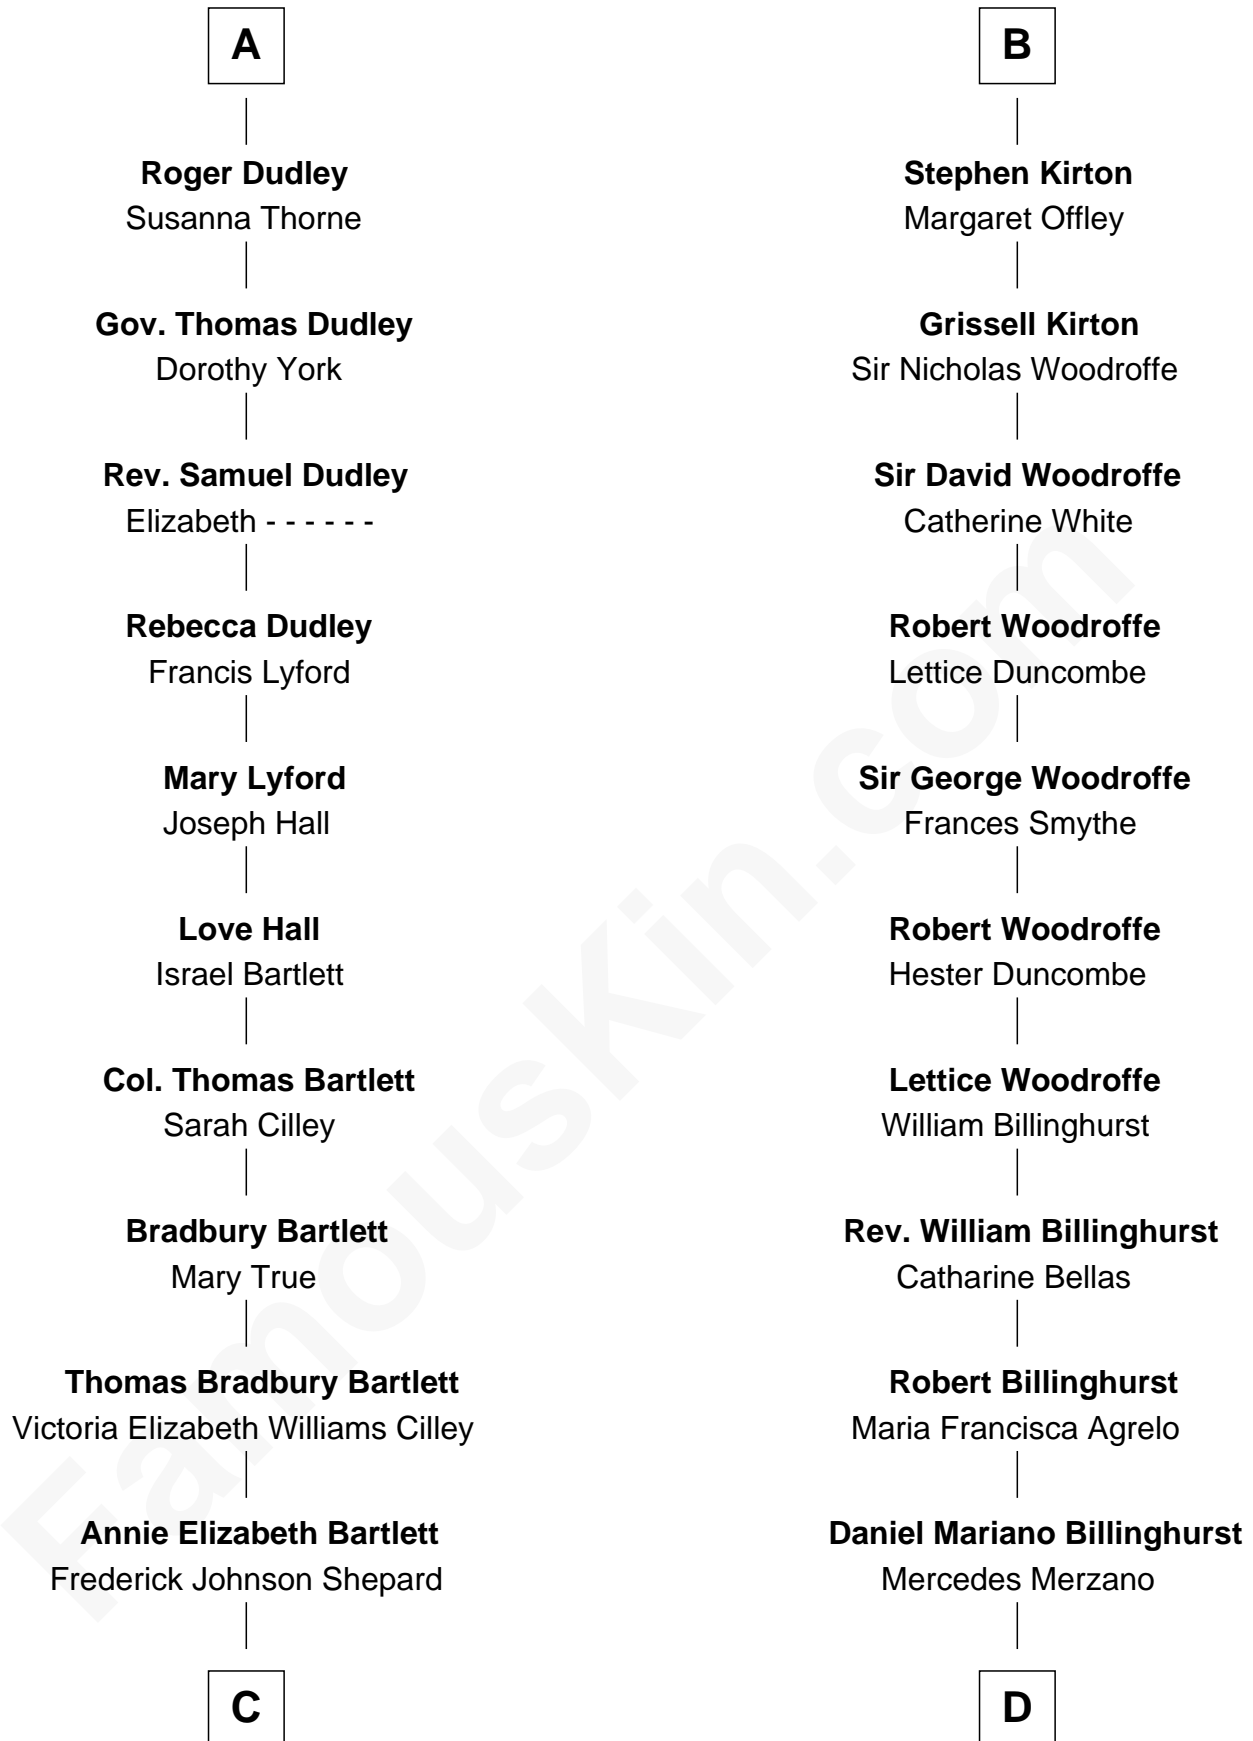 A
Roger Dudley
Susanna Thorne
Gov. Thomas Dudley
Dorothy York
Rev. Samuel Dudley
Elizabeth - - - - - -
Rebecca Dudley
Francis Lyford
Mary Lyford
Joseph Hall
Love Hall
Israel Bartlett
Col. Thomas Bartlett
Sarah Cilley
Bradbury Bartlett
Mary True
Thomas Bradbury Bartlett
Victoria Elizabeth Williams Cilley
Annie Elizabeth Bartlett
Frederick Johnson Shepard
C
B
Stephen Kirton
Margaret Offley
Grissell Kirton
Sir Nicholas Woodroffe
Sir David Woodroffe
Catherine White
Robert Woodroffe
Lettice Duncombe
Sir George Woodroffe
Frances Smythe
Robert Woodroffe
Hester Duncombe
Lettice Woodroffe
William Billinghurst
Rev. William Billinghurst
Catharine Bellas
Robert Billinghurst
Maria Francisca Agrelo
Daniel Mariano Billinghurst
Mercedes Merzano
D
FamousKin.com